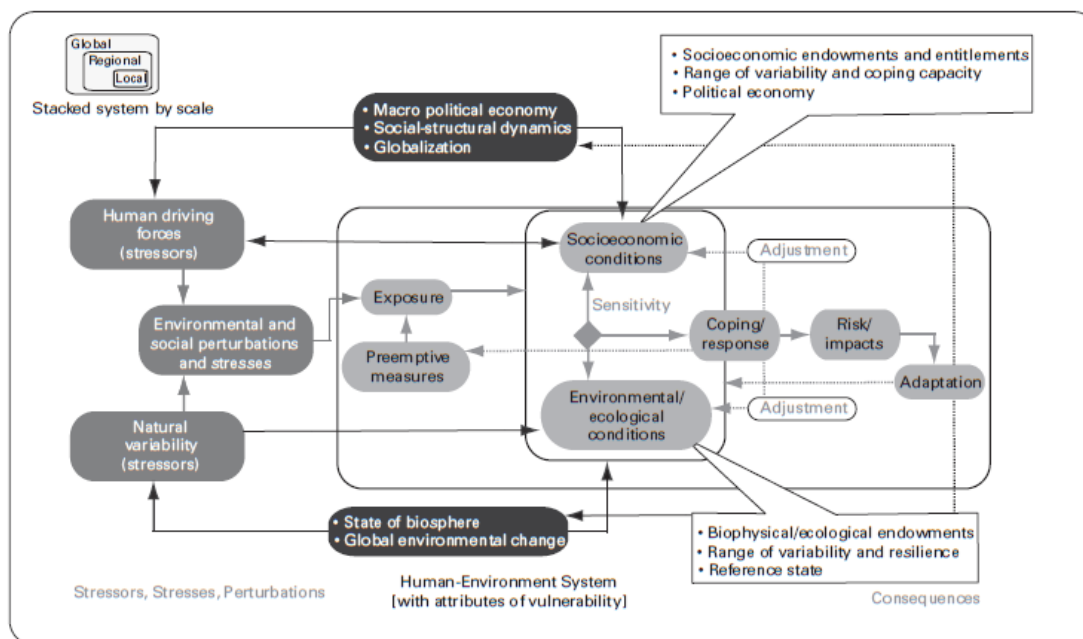 Global
Regional
Local
Stacked system by scale
• Macro political economy
• Social-structural dynamics
• Globalization
• Socioeconomic endowments and entitlements
• Range of variability and coping capacity
• Political economy
Human driving
forces
(stressors)
Socioeconomic
conditions
Adjustment
Exposure
Sensitivity
Environmental and
social perturbations
and stresses
Coping/
response
Risk/
impacts
Preemptive
measures
Adaptation
Environmental/
ecological
conditions
Adjustment
Natural
variability
(stressors)
• State of biosphere
• Global environmental change
• Biophysical/ecological endowments
• Range of variability and resilience
• Reference state
Stressors, Stresses, Perturbations
Human-Environment System
[with attributes of vulnerability]
Consequences